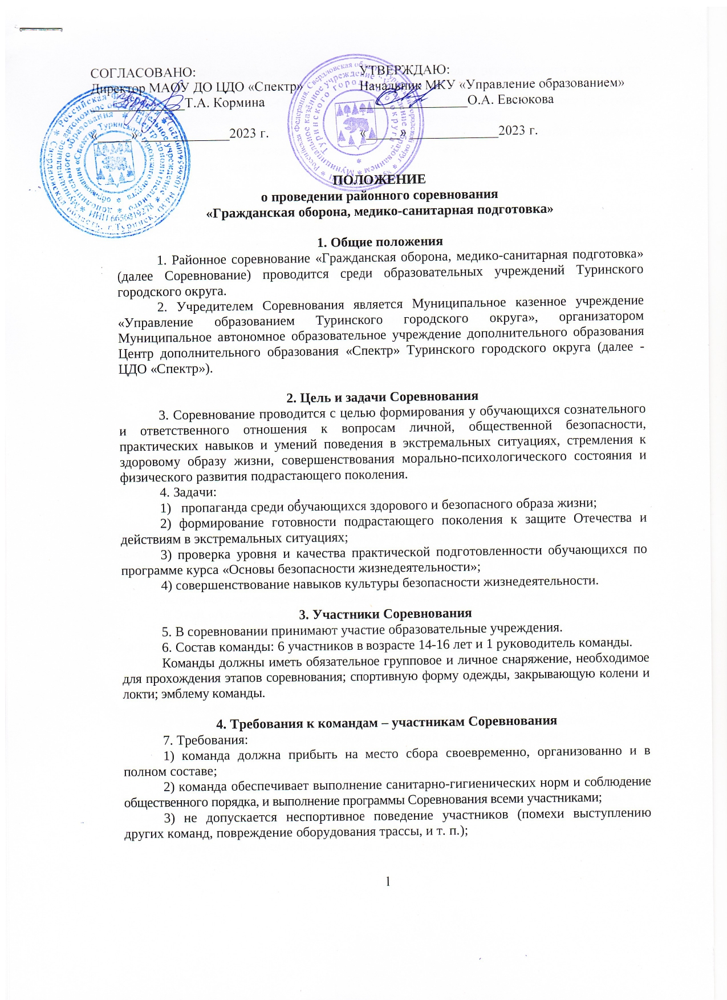 СОГЛАСОВАНО:
Директор МАОУ ДО ЦДО «Спектр»
_____________Т.А. Кормина
«_____»_____________2023 г.
УТВЕРЖДАЮ:
Начальник МКУ «Управление образованием»
_______________О.А. Евсюкова
«_____»_____________2023 г.
ПОЛОЖЕНИЕ
о проведении районного соревнования
«Гражданская оборона, медико-санитарная подготовка»
1. Общие положения
1. Районное соревнование «Гражданская оборона, медико-санитарная подготовка»
(далее Соревнование) проводится среди образовательных учреждений Туринского
городского округа.
2. Учредителем Соревнования является Муниципальное казенное учреждение
«Управление образованием Туринского городского округа», организатором
Муниципальное автономное образовательное учреждение дополнительного образования
Центр дополнительного образования «Спектр» Туринского городского округа (далее -
ЦДО «Спектр»).
2. Цель и задачи Соревнования
3. Соревнование проводится с целью формирования у обучающихся сознательного
и ответственного отношения к вопросам личной, общественной безопасности,
практических навыков и умений поведения в экстремальных ситуациях, стремления к
здоровому образу жизни, совершенствования морально-психологического состояния и
физического развития подрастающего поколения.
4. Задачи:
1) пропаганда среди обучающихся здорового и безопасного образа жизни;
2) формирование готовности подрастающего поколения к защите Отечества и
действиям в экстремальных ситуациях;
3) проверка уровня и качества практической подготовленности обучающихся по
программе курса «Основы безопасности жизнедеятельности»;
4) совершенствование навыков культуры безопасности жизнедеятельности.
3. Участники Соревнования
5. В соревновании принимают участие образовательные учреждения.
6. Состав команды: 6 участников в возрасте 14-16 лет и 1 руководитель команды.
Команды должны иметь обязательное групповое и личное снаряжение, необходимое
для прохождения этапов соревнования; спортивную форму одежды, закрывающую колени и
локти; эмблему команды.
4. Требования к командам – участникам Соревнования
7. Требования:
1) команда должна прибыть на место сбора своевременно, организованно и в
полном составе;
2) команда обеспечивает выполнение санитарно-гигиенических норм и соблюдение
общественного порядка, и выполнение программы Соревнования всеми участниками;
3) не допускается неспортивное поведение участников (помехи выступлению
других команд, повреждение оборудования трассы, и т. п.);
1